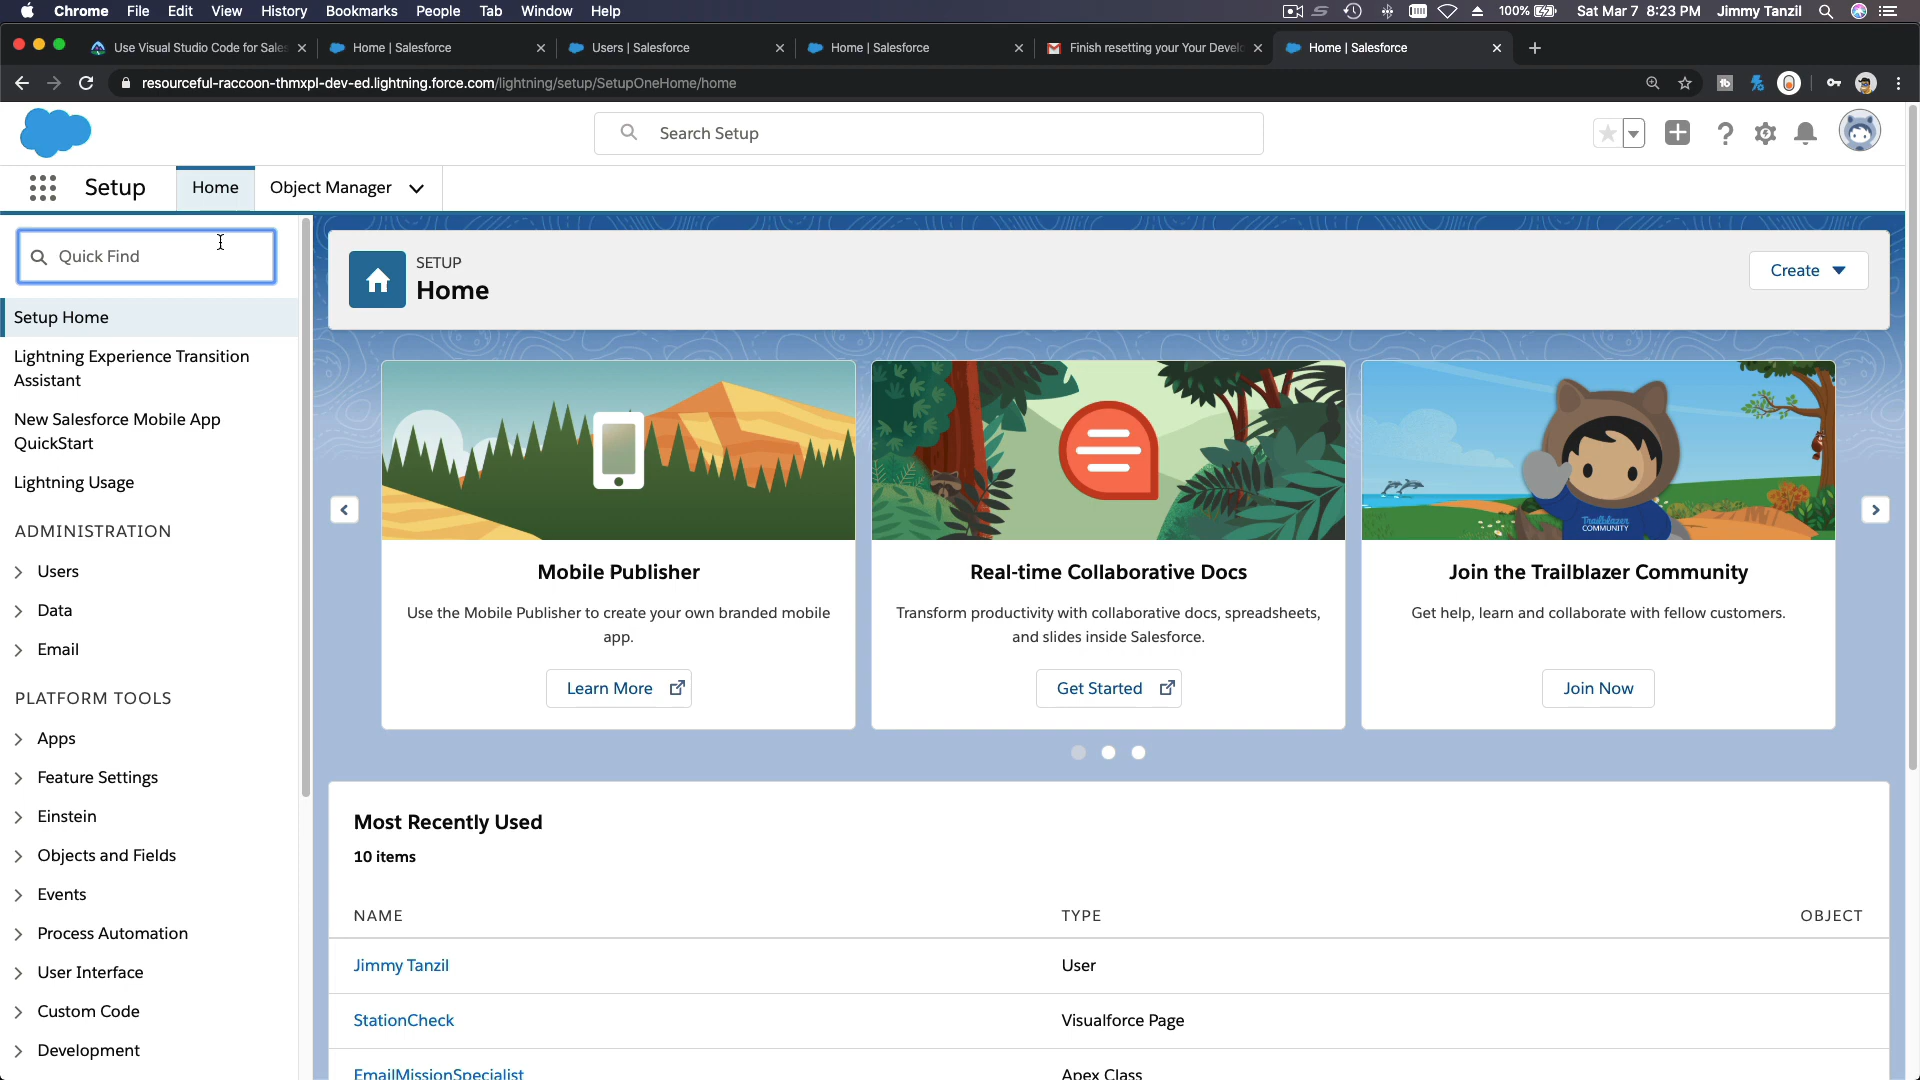 Chrome File Edit View History Bookmarks People Tab Window Help
100% Sat Mar 7 8:23 PM Jimmy Tanzil
Use Visual Studio Code for Sales
Home | Salesforce
Users | Salesforce
Home | Salesforce
Finish resetting your Your Develo
Home | Salesforce
resourceful-raccoon-thmxpl-dev-ed.lightning.force.com/lightning/setup/SetupOneHome/home
Search Setup
Setup
Home
Object Manager
Quick Find
Setup Home
Lightning Experience Transition
Assistant
New Salesforce Mobile App
QuickStart
Lightning Usage
ADMINISTRATION
Users
Data
Email
PLATFORM TOOLS
Apps
Feature Settings
Einstein
Objects and Fields
Events
Process Automation
User Interface
Custom Code
Development
SETUP
Home
Create
Mobile Publisher
Use the Mobile Publisher to create your own branded mobile
app.
Learn More
Real-time Collaborative Docs
Transform productivity with collaborative docs, spreadsheets,
and slides inside Salesforce.
Get Started
Trailblazer
COMMUNITY
Join the Trailblazer Community
Get help, learn and collaborate with fellow customers.
Join Now
Most Recently Used
10 items
NAME TYPE OBJECT
Jimmy Tanzil User
StationCheck Visualforce Page
EmailMissionSpecialist Apex Class